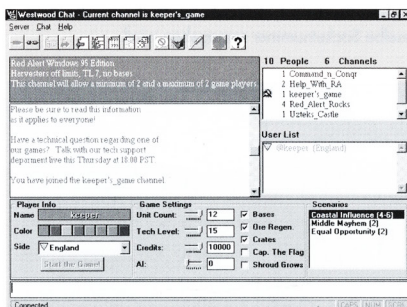 Westwood Chat - Current channel is keeper's_game
Server Chat Help
Red Alert Windows 95 Edition
Harvesters off limits, TL 7, no bases
This channel will allow a minimum of 2 and a maximum of 2 game players
10 People 6 Channels
1 Command_n_Conqr
2 Help_With_RA
1 keeper's_game
4 Red_Alert_Rocks
1 Uzteks_Castle
Please be sure to read this information
as it applies to everyone!
Have a technical question regarding one of
our games? Talk with our tech support
department live this Thursday at 18:00 PST.
You have joined the keeper's_game channel.
User List
@keeper (England)
Player Info
Name keeper
Color
Side England
Start the Game!
Game Settings
Unit Count: 12
Tech Level: 15
Credits: 10000
AI: 0
Bases
Ore Regen.
Crates
Cap. The Flag
Shroud Grows
Scenarios
Coastal Influence (4-6)
Middle Mayhem (2)
Equal Opportunity (2)
Connected
CAPS NUM SCRL